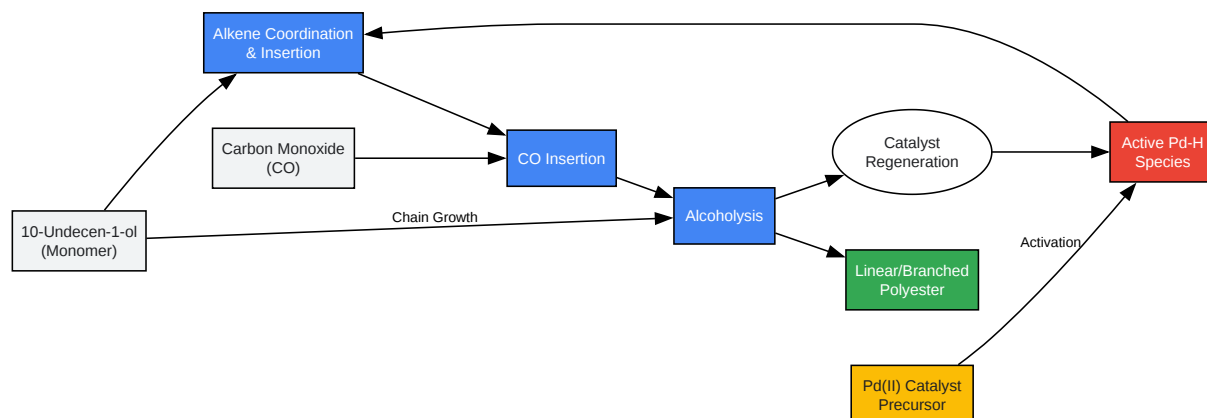 Alkene Coordination
& Insertion
Carbon Monoxide
(CO)
CO Insertion
Catalyst
Regeneration
Active Pd-H
Species
10-Undecen-1-ol
(Monomer)
Chain Growth
Alcoholysis
Activation
Linear/Branched
Polyester
Pd(II) Catalyst
Precursor